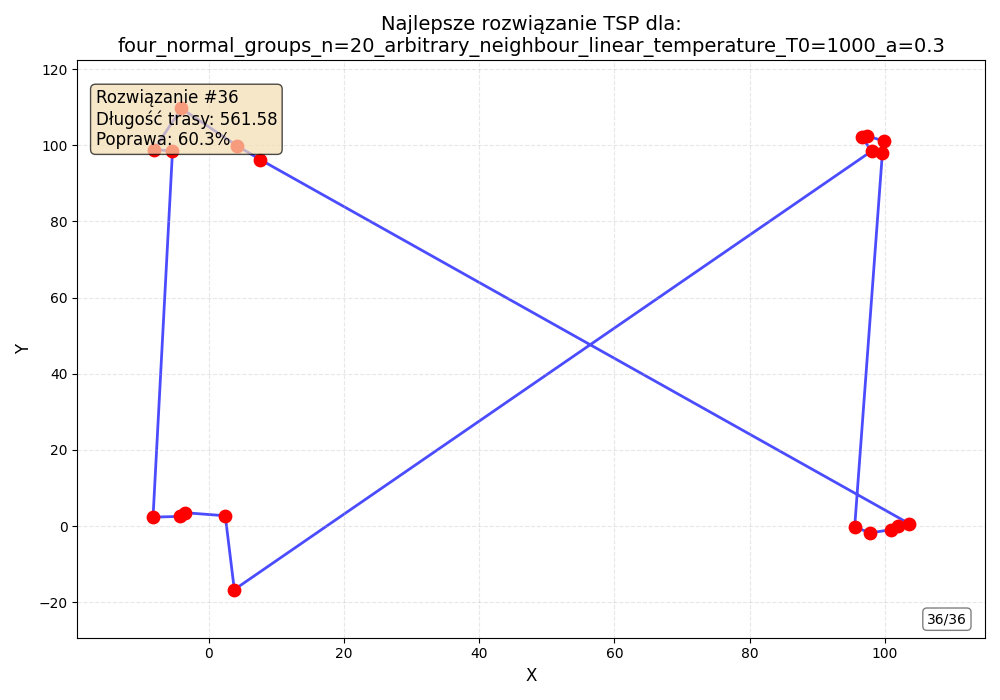 Najlepsze rozwiązanie TSP dla:
four_normal_groups_n=20_arbitrary_neighbour_linear_temperature_T0=1000_a=0.3
Rozwiązanie #36
Długość trasy: 561.58
Poprawa: 60.3%
120
100
80
60
40
20
0
−20
Y
0
20
40
60
80
100
X
36/36